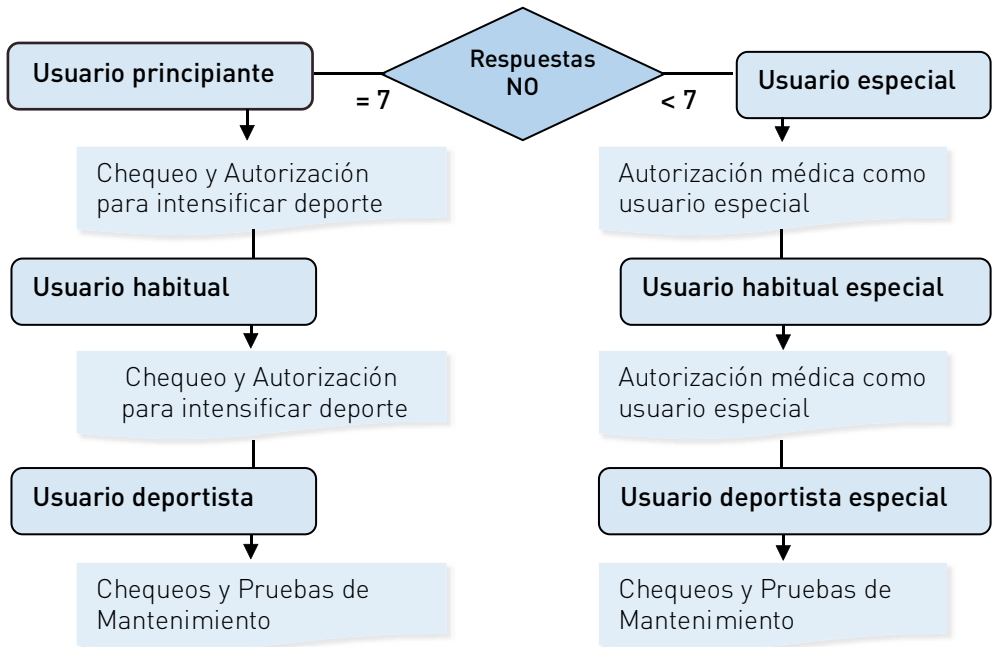 Respuestas
NO
Usuario principiante
= 7
< 7
Usuario especial
Chequeo y Autorización
para intensificar deporte
Autorización médica como
usuario especial
Usuario habitual
Usuario habitual especial
Chequeo y Autorización
para intensificar deporte
Autorización médica como
usuario especial
Usuario deportista
Usuario deportista especial
Chequeos y Pruebas de
Mantenimiento
Chequeos y Pruebas de
Mantenimiento